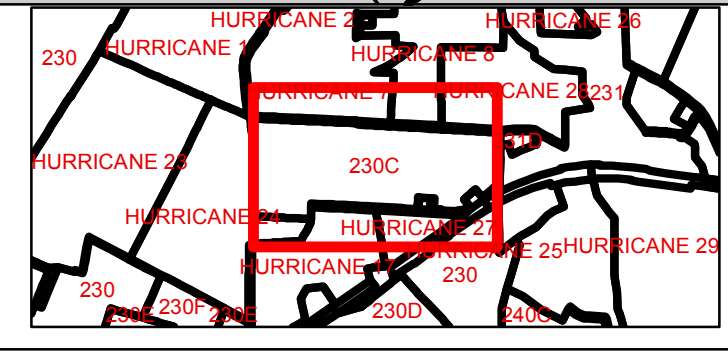 HURRICANE 2
HURRICANE 26
230
HURRICANE 1
HURRICANE 8
HURRICANE 7
HURRICANE 28
231
231D
HURRICANE 23
230C
HURRICANE 24
HURRICANE 27
HURRICANE 25
HURRICANE 29
HURRICANE 17
230
230
230E
230F
230E
230D
240C